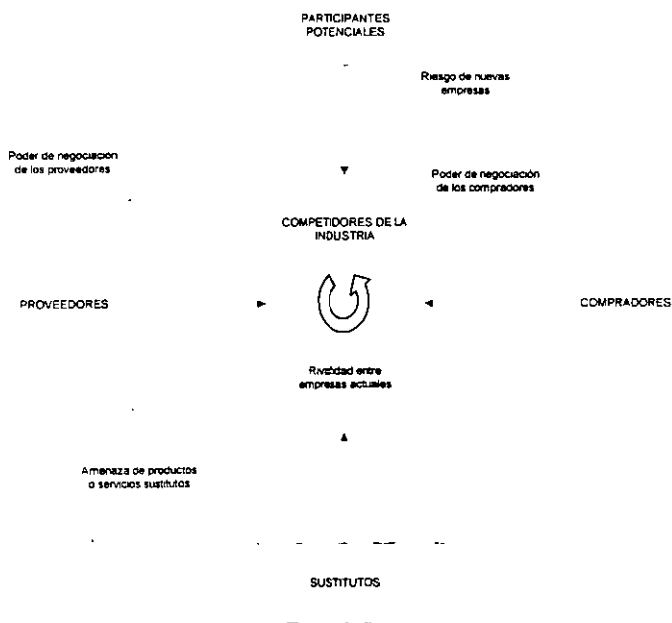 PARTICIPANTES
POTENCIALES
Riesgo de nuevas
empresas
Poder de negociación
de los proveedores
Poder de negociación
de los compradores
COMPETIDORES DE LA
INDUSTRIA
PROVEEDORES
COMPRADORES
Rivalidad entre
empresas actuales
Amenaza de productos
o servicios sustitutos
SUSTITUTOS